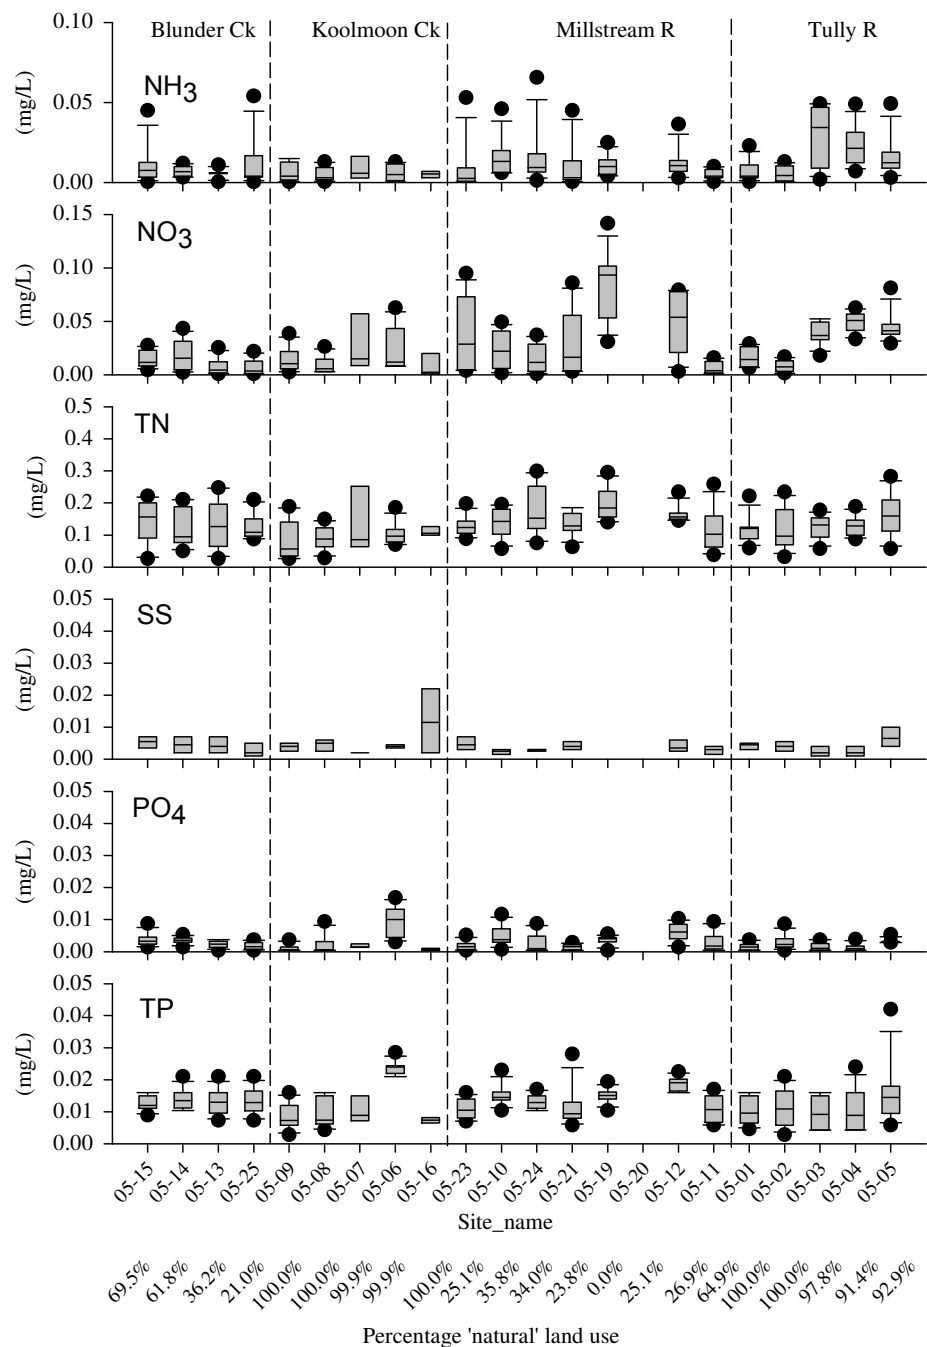 Blunder Ck Koolmoon Ck Millstream R Tully R
0.10
0.05
0.00
(mg/L)
NH3
0.15
0.10
0.05
0.00
(mg/L)
NO3
0.5
0.4
0.3
0.2
0.1
0.0
(mg/L)
TN
0.05
0.04
0.03
0.02
0.01
0.00
(mg/L)
SS
0.05
0.04
0.03
0.02
0.01
0.00
(mg/L)
PO4
0.05
0.04
0.03
0.02
0.01
0.00
(mg/L)
TP
05-15 05-14 05-13 05-25 05-09 05-08 05-07 05-06 05-16 05-23 05-10 05-24 05-21 05-19 05-20 05-12 05-11 05-01 05-02 05-03 05-04 05-05
Site_name
69.5% 61.8% 36.2% 21.0% 100.0% 100.0% 99.9% 99.9% 100.0% 25.1% 35.8% 34.0% 23.8% 0.0% 25.1% 26.9% 64.9% 100.0% 100.0% 97.8% 91.4% 92.9%
Percentage 'natural' land use